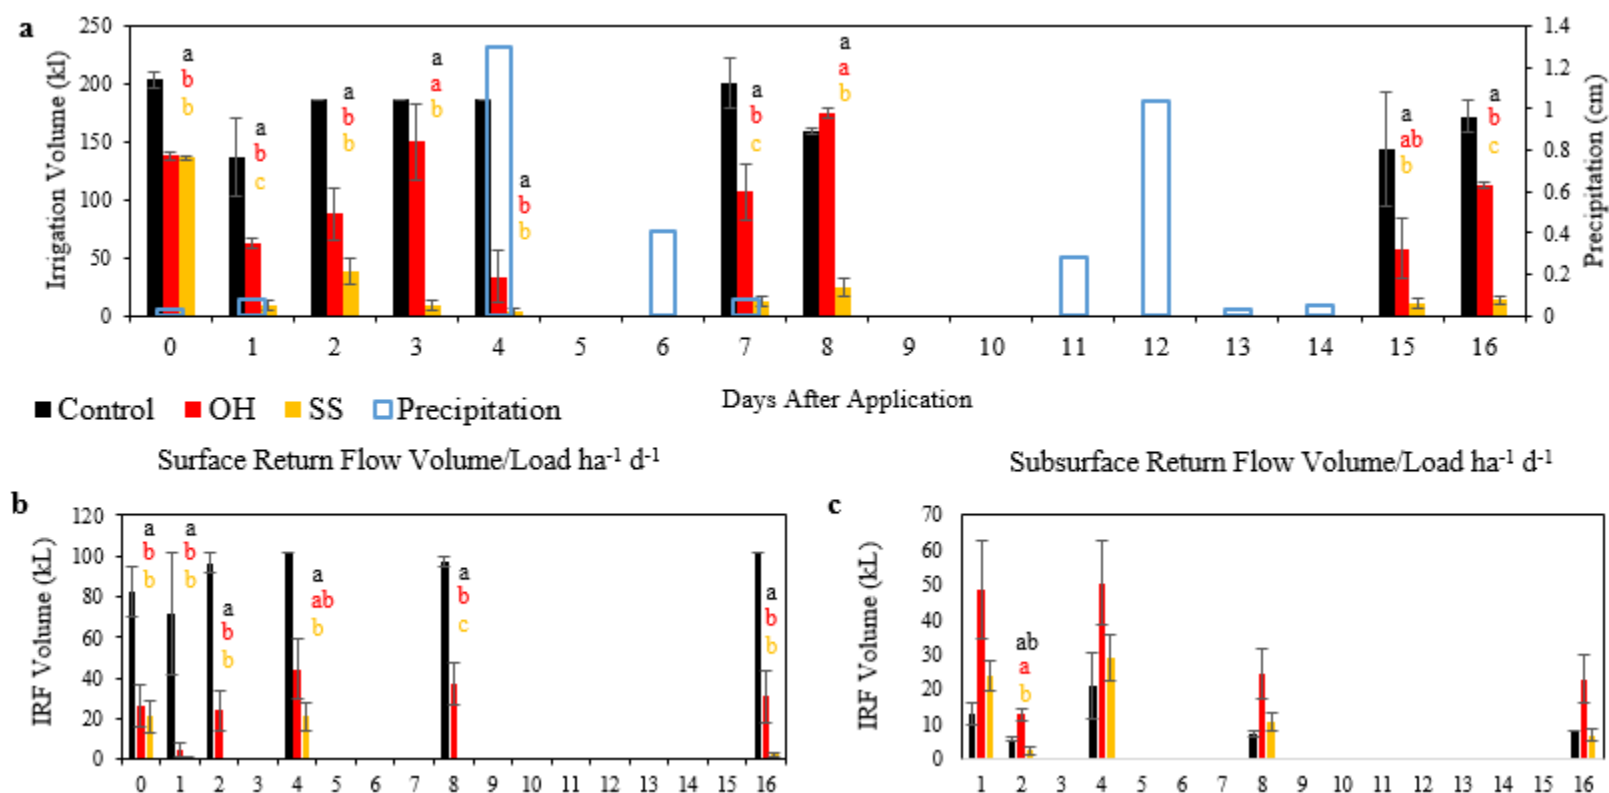 a
Irrigation Volume (kl)
250
200
150
100
50
0
a
b
b
a
b
c
a
b
b
a
a
b
a
b
b
a
b
c
a
a
b
a
ab
b
a
b
c
1.4
1.2
1
0.8
0.6
0.4
0.2
0
Precipitation (cm)
0 1 2 3 4 5 6 7 8 9 10 11 12 13 14 15 16
Days After Application
Control OH SS Precipitation
Surface Return Flow Volume/Load ha-1 d-1
Subsurface Return Flow Volume/Load ha-1 d-1
b
IRF Volume (kL)
120
100
80
60
40
20
0
a
b
b
a
b
b
a
b
b
a
ab
b
a
b
c
a
b
b
0 1 2 3 4 5 6 7 8 9 10 11 12 13 14 15 16
c
IRF Volume (kL)
70
60
50
40
30
20
10
0
ab
a
b
1 2 3 4 5 6 7 8 9 10 11 12 13 14 15 16